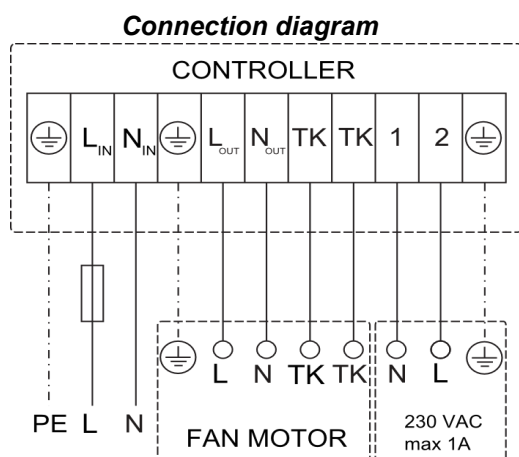 Connection diagram
CONTROLLER
L IN N IN L OUT N OUT TK TK 1 2
L N TK TK N L
PE L N
FAN MOTOR
230 VAC
max 1A